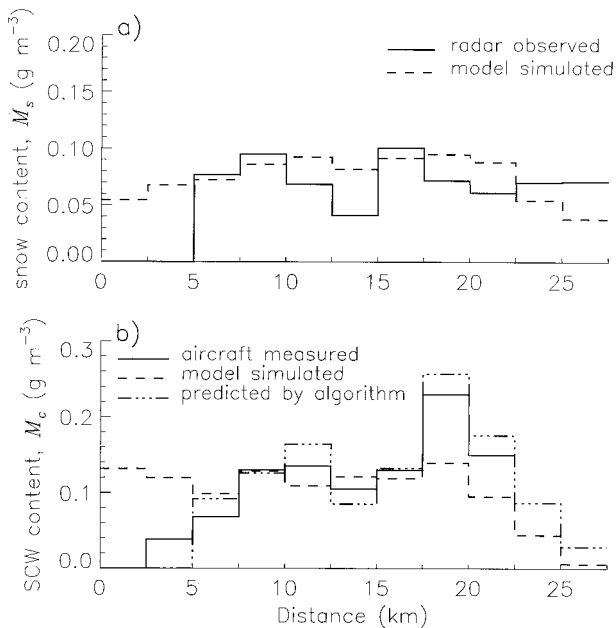 a)
radar observed
model simulated
snow content, M_s (g m⁻³)
0.20
0.15
0.10
0.05
0.00
0 5 10 15 20 25
b)
aircraft measured
model simulated
predicted by algorithm
SCW content, M_c (g m⁻³)
0.3
0.2
0.1
0.0
0 5 10 15 20 25
Distance (km)